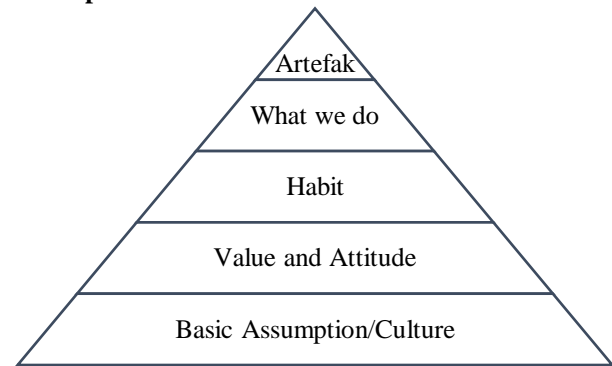 Artefak
What we do
Habit
Value and Attitude
Basic Assumption/Culture